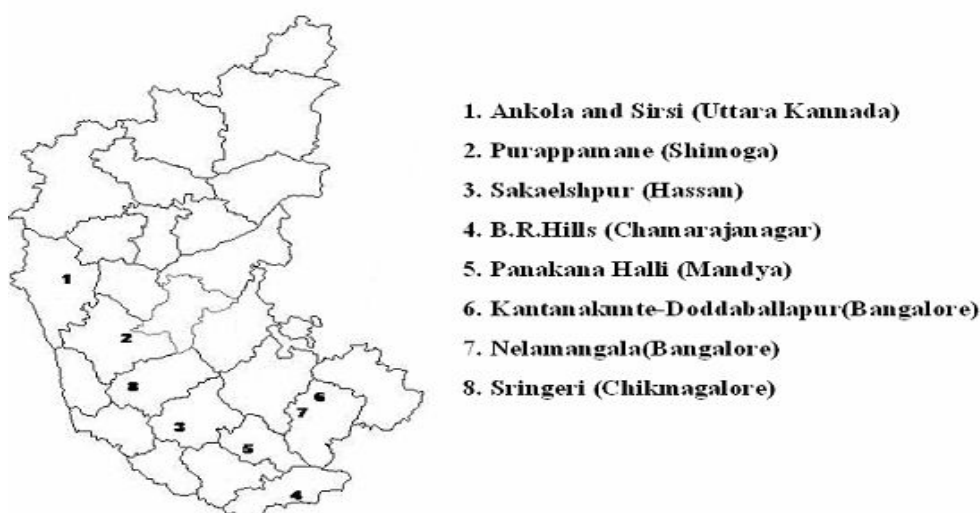 1. Ankola and Sirsi (Uttara Kannada)
2. Purappamane (Shimoga)
3. Sakaelshpur (Hassan)
4. B.R.Hills (Chamarajanagar)
5. Panakana Halli (Mandya)
6. Kantanakunte-Doddaballapur(Bangalore)
7. Nelamangala(Bangalore)
8. Sringeri (Chikmagalore)
1
2
8
6
7
3
5
4